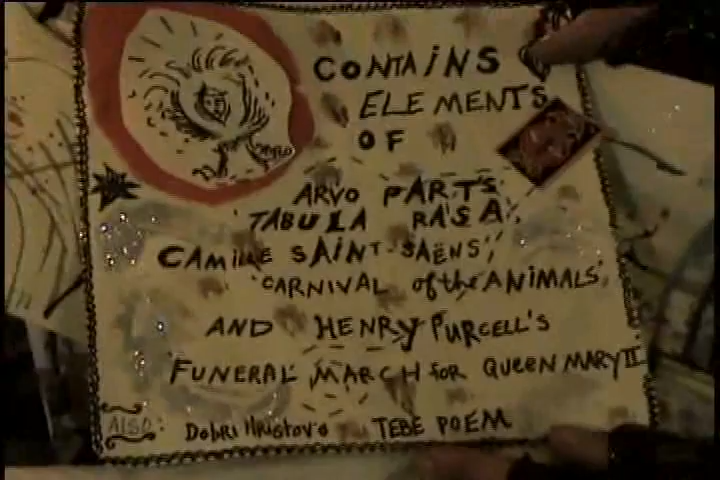 CONTAINS
ELEMENTS
OF
ARVO PARTS
'TABULA RASA',
CAMILLE SAINT-SAËNS'
'CARNIVAL of the ANIMALS'
AND HENRY PURCELL'S
'FUNERAL MARCH for QUEEN MARY II'
ALSO: Dobri Hristov's TEBE POEM